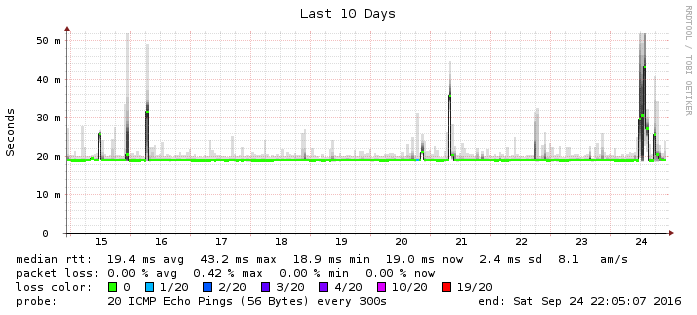 Last 10 Days
RRDTOOL / TOBI OETIKER
Seconds
50 m
40 m
30 m
20 m
10 m
0
15 16 17 18 19 20 21 22 23 24
median rtt: 19.4 ms avg 43.2 ms max 18.9 ms min 19.0 ms now 2.4 ms sd 8.1 am/s
packet loss: 0.00 % avg 0.42 % max 0.00 % min 0.00 % now
loss color: 0 1/20 2/20 3/20 4/20 10/20 19/20
probe: 20 ICMP Echo Pings (56 Bytes) every 300s end: Sat Sep 24 22:05:07 2016